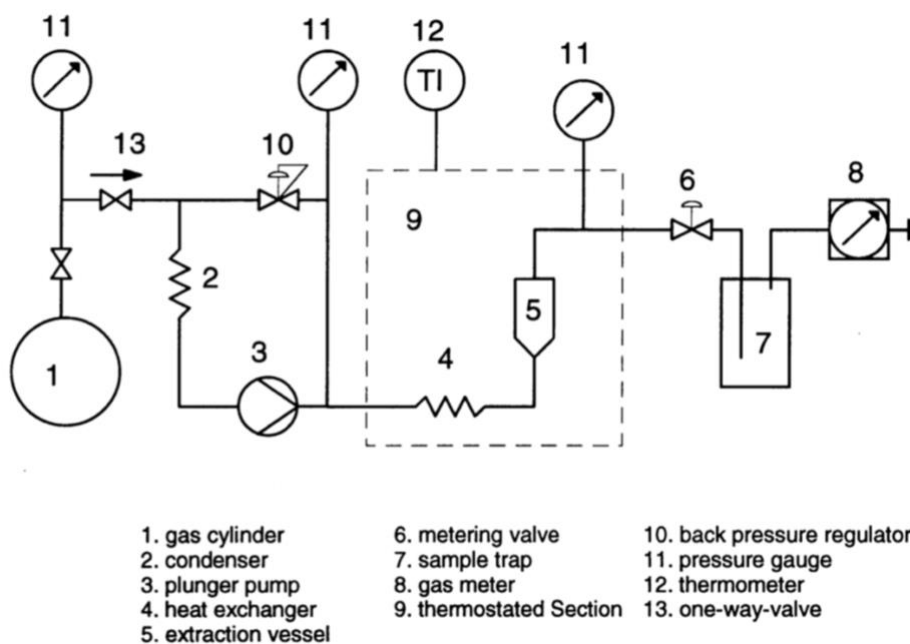 11
11
12
11
13
10
6
8
9
TI
2
5
7
3
4
1
1. gas cylinder
2. condenser
3. plunger pump
4. heat exchanger
5. extraction vessel
6. metering valve
7. sample trap
8. gas meter
9. thermostated Section
10. back pressure regulator
11. pressure gauge
12. thermometer
13. one-way-valve